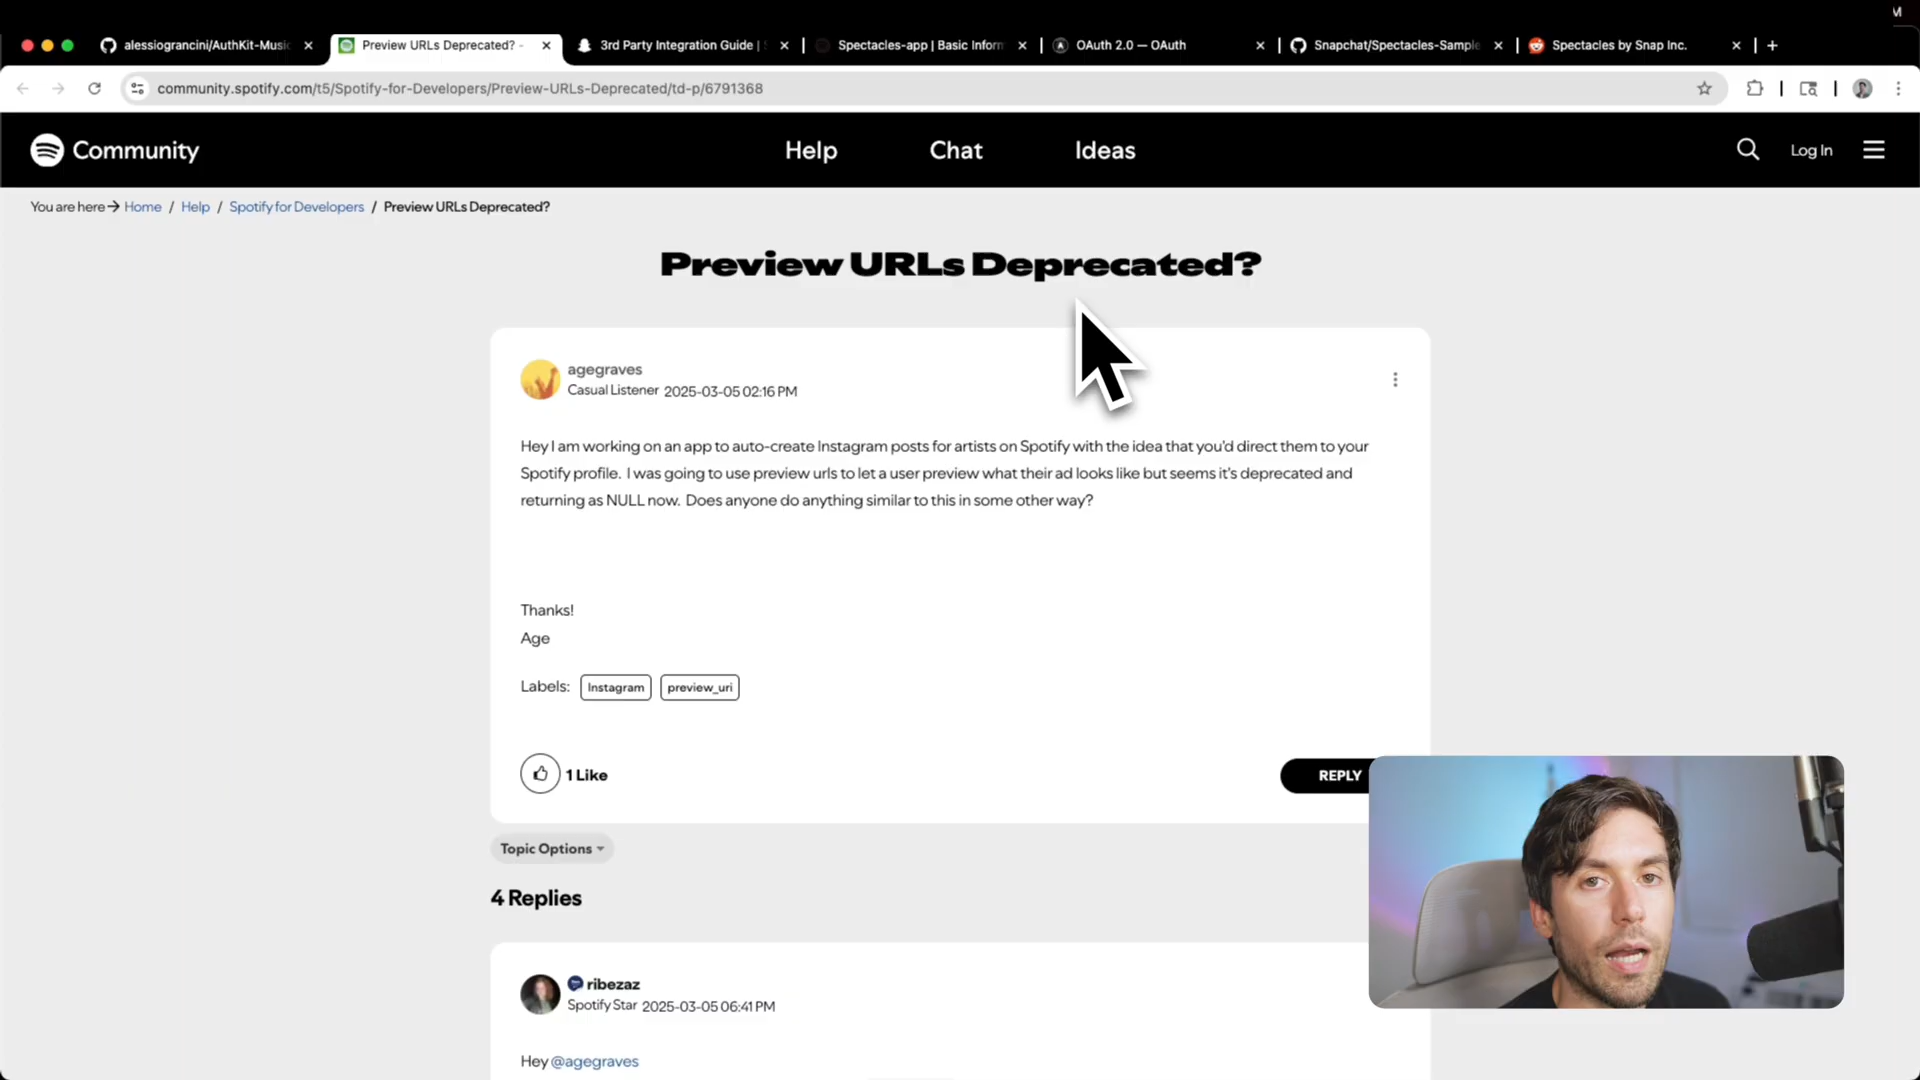 M
alessiograncini/AuthKit-Music
Preview URLs Deprecated? -
3rd Party Integration Guide |
Spectacles-app | Basic Inform
OAuth 2.0 — OAuth
Snapchat/Spectacles-Sample
Spectacles by Snap Inc.
community.spotify.com/t5/Spotify-for-Developers/Preview-URLs-Deprecated/td-p/6791368
Community
Help
Chat
Ideas
Log In
You are here → Home / Help / Spotify for Developers / Preview URLs Deprecated?
Preview URLs Deprecated?
agegraves
Casual Listener 2025-03-05 02:16 PM
Hey I am working on an app to auto-create Instagram posts for artists on Spotify with the idea that you'd direct them to your
Spotify profile. I was going to use preview urls to let a user preview what their ad looks like but seems it's deprecated and
returning as NULL now. Does anyone do anything similar to this in some other way?
Thanks!
Age
Labels: Instagram preview_uri
1 Like
REPLY
Topic Options
4 Replies
ribezaz
Spotify Star 2025-03-05 06:41 PM
Hey @agegraves